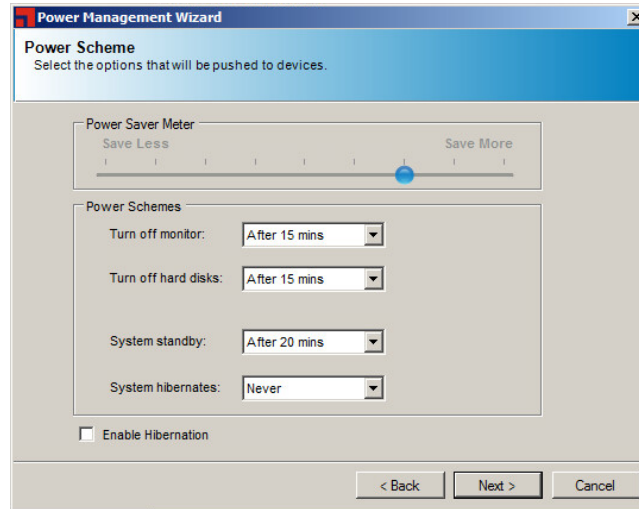 Power Management Wizard
Power Scheme
Select the options that will be pushed to devices.
Power Saver Meter
Save Less Save More
Power Schemes
Turn off monitor: After 15 mins
Turn off hard disks: After 15 mins
System standby: After 20 mins
System hibernates: Never
Enable Hibernation
< Back Next > Cancel